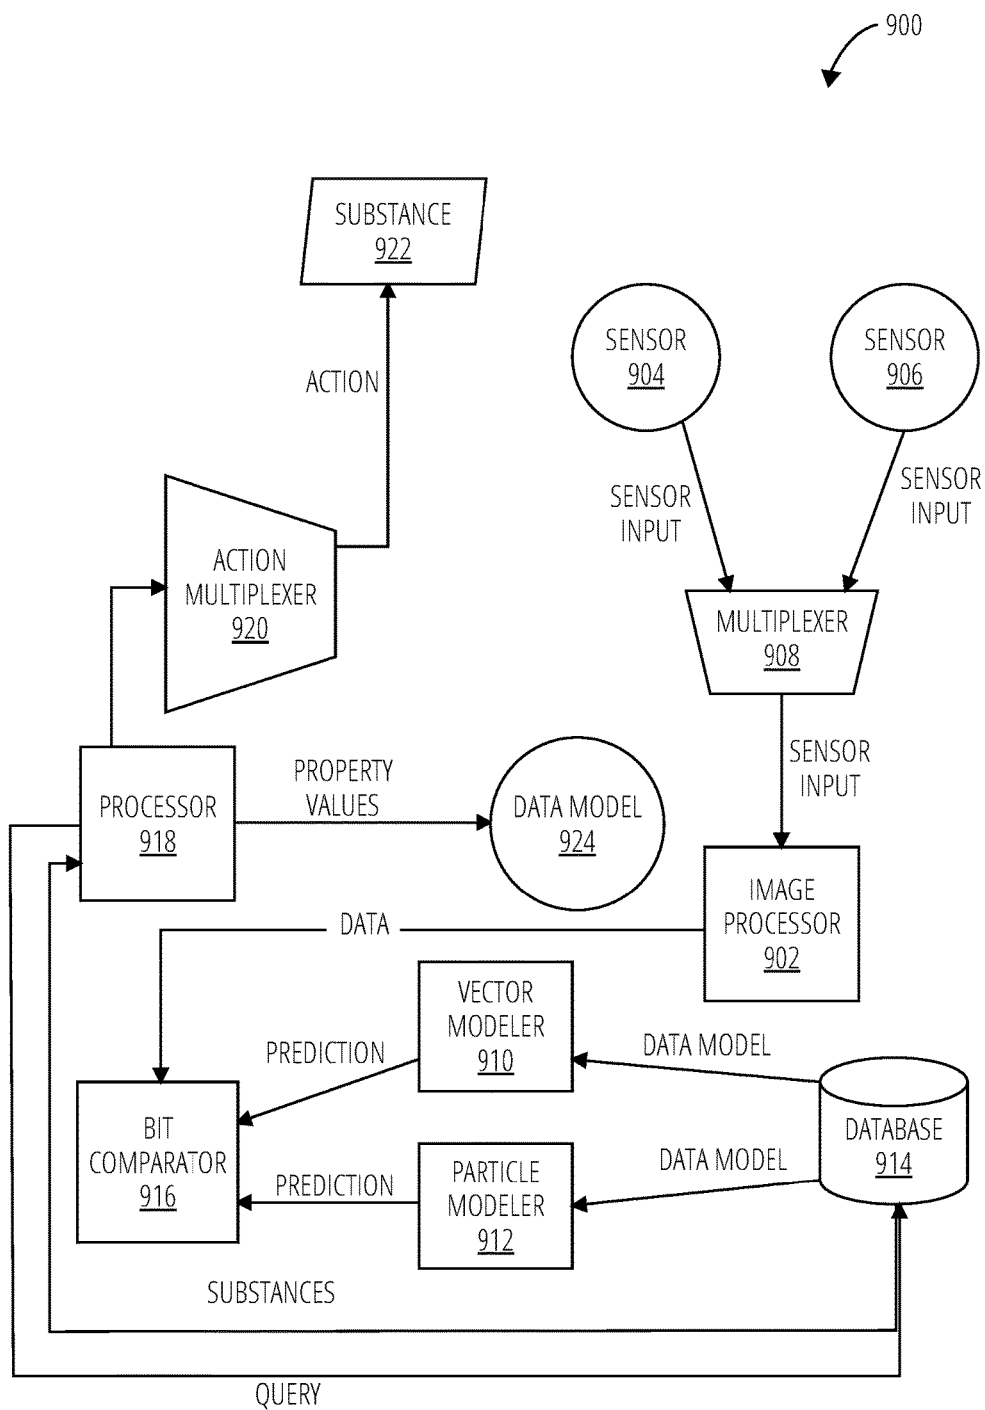 900
SUBSTANCE
922
SENSOR
904
SENSOR
906
ACTION
SENSOR
INPUT
SENSOR
INPUT
ACTION
MULTIPLEXER
920
MULTIPLEXER
908
SENSOR
INPUT
PROPERTY
VALUES
PROCESSOR
918
DATA MODEL
924
IMAGE
PROCESSOR
902
DATA
VECTOR
MODELER
910
PREDICTION
DATA MODEL
BIT
COMPARATOR
916
DATABASE
914
PREDICTION
PARTICLE
MODELER
912
DATA MODEL
SUBSTANCES
QUERY